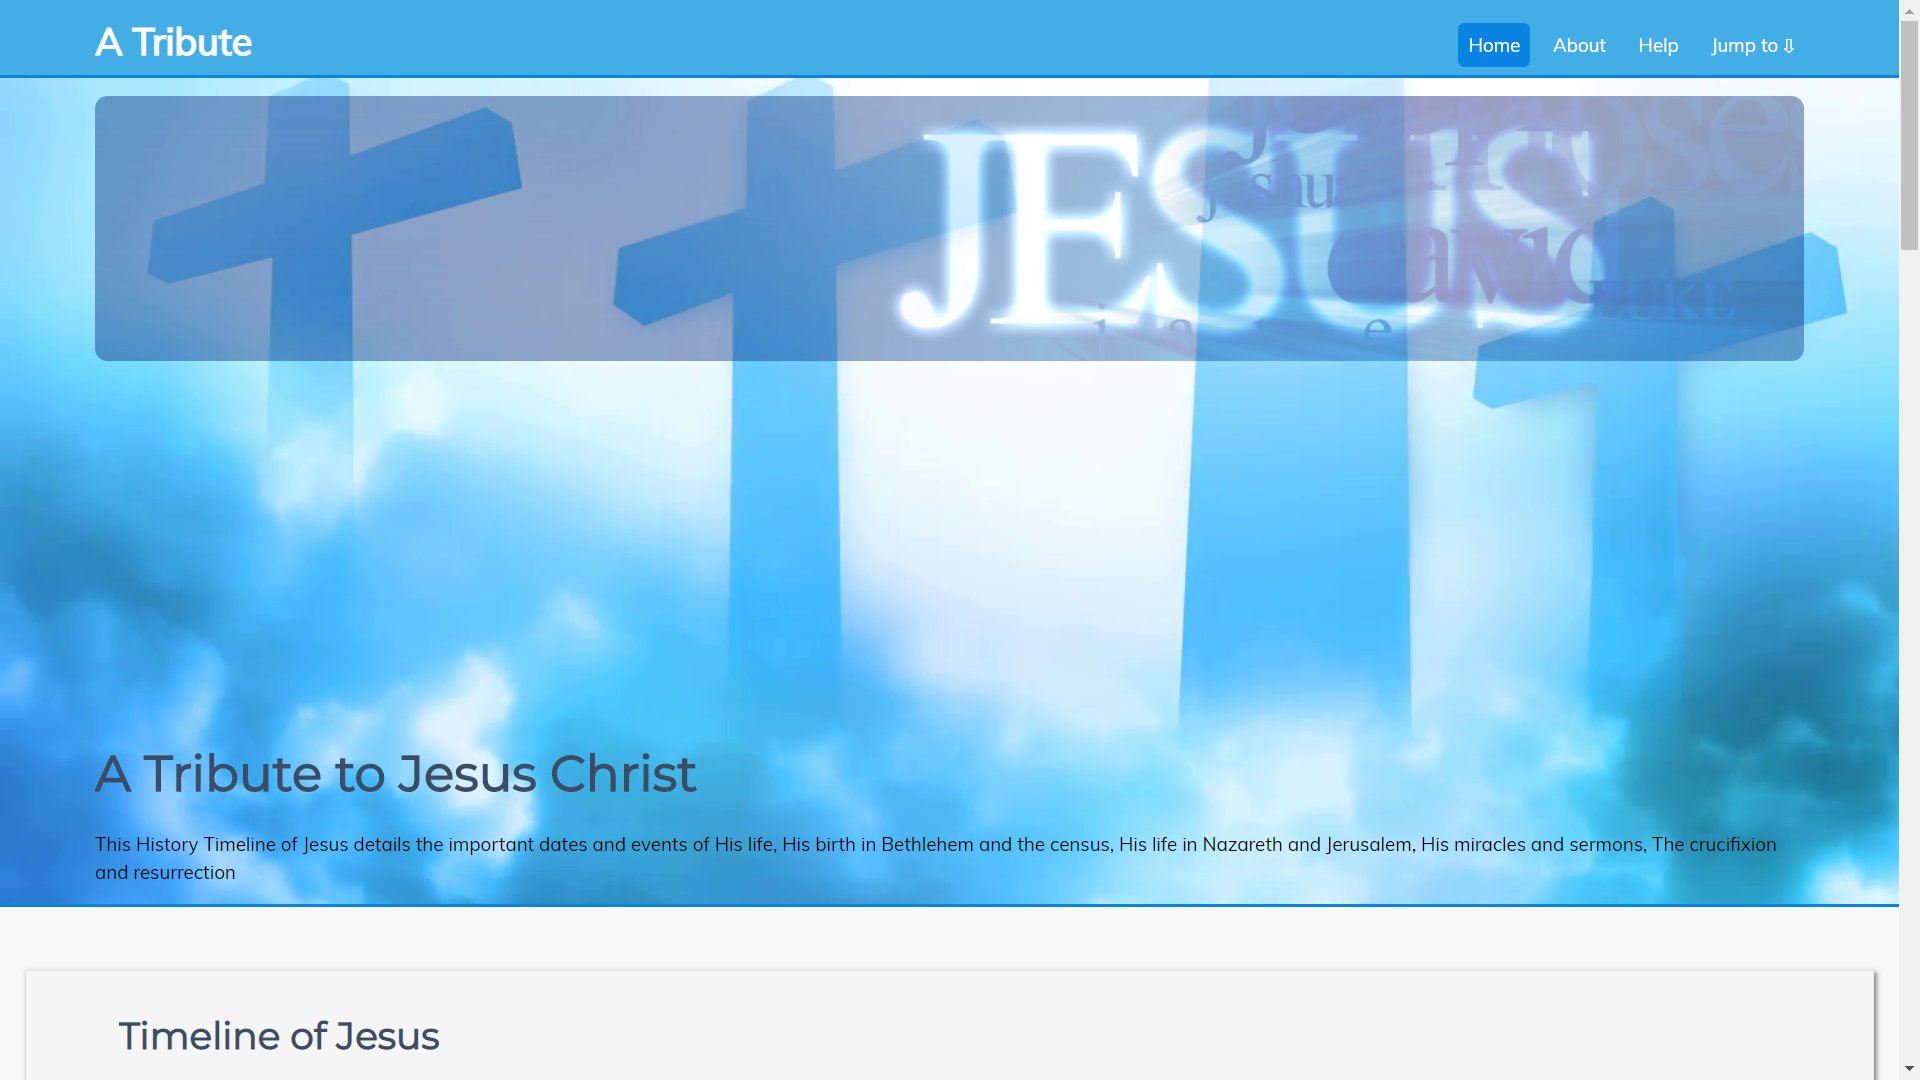 A Tribute
Home About Help Jump to ⇩
JESUS
david
LUKE
A Tribute to Jesus Christ
This History Timeline of Jesus details the important dates and events of His life, His birth in Bethlehem and the census, His life in Nazareth and Jerusalem, His miracles and sermons, The crucifixion
and resurrection
Timeline of Jesus